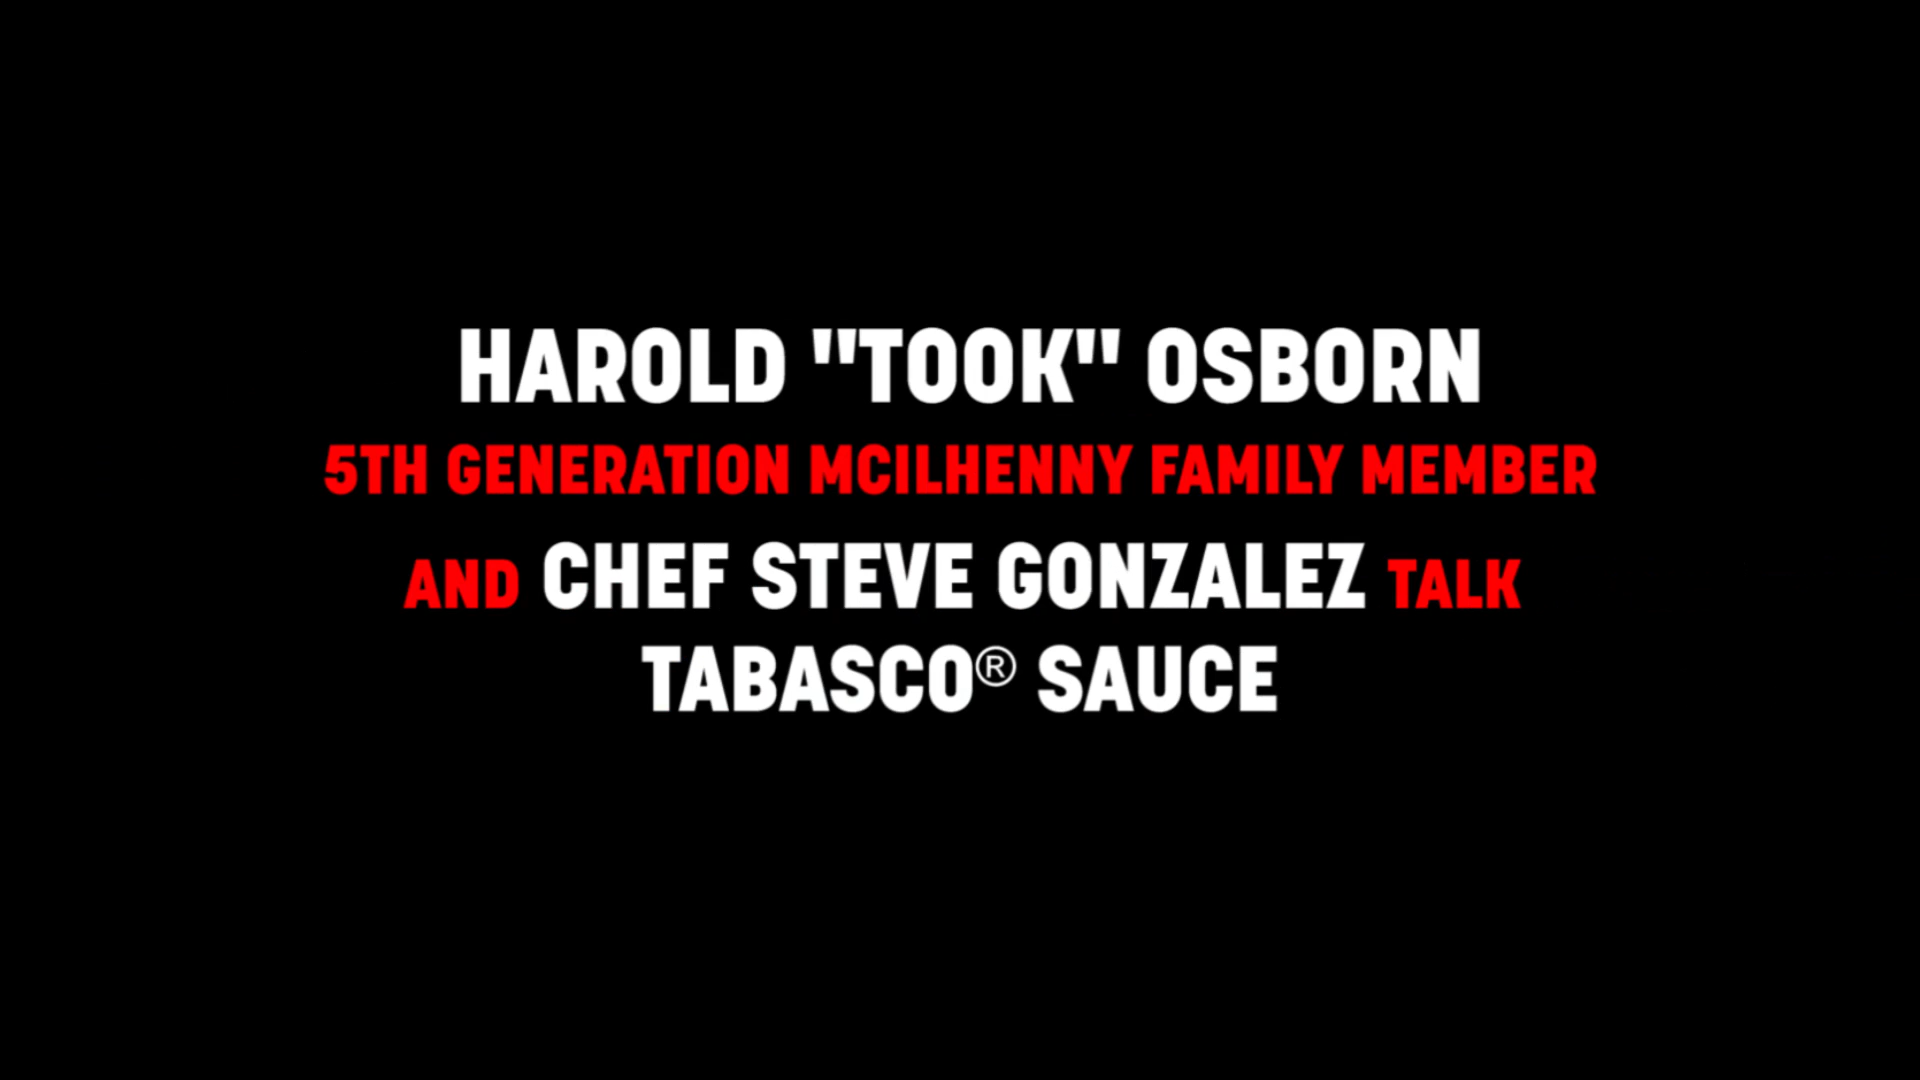 HAROLD "TOOK" OSBORN
5TH GENERATION MCILHENNY FAMILY MEMBER
AND CHEF STEVE GONZALEZ TALK
TABASCO® SAUCE